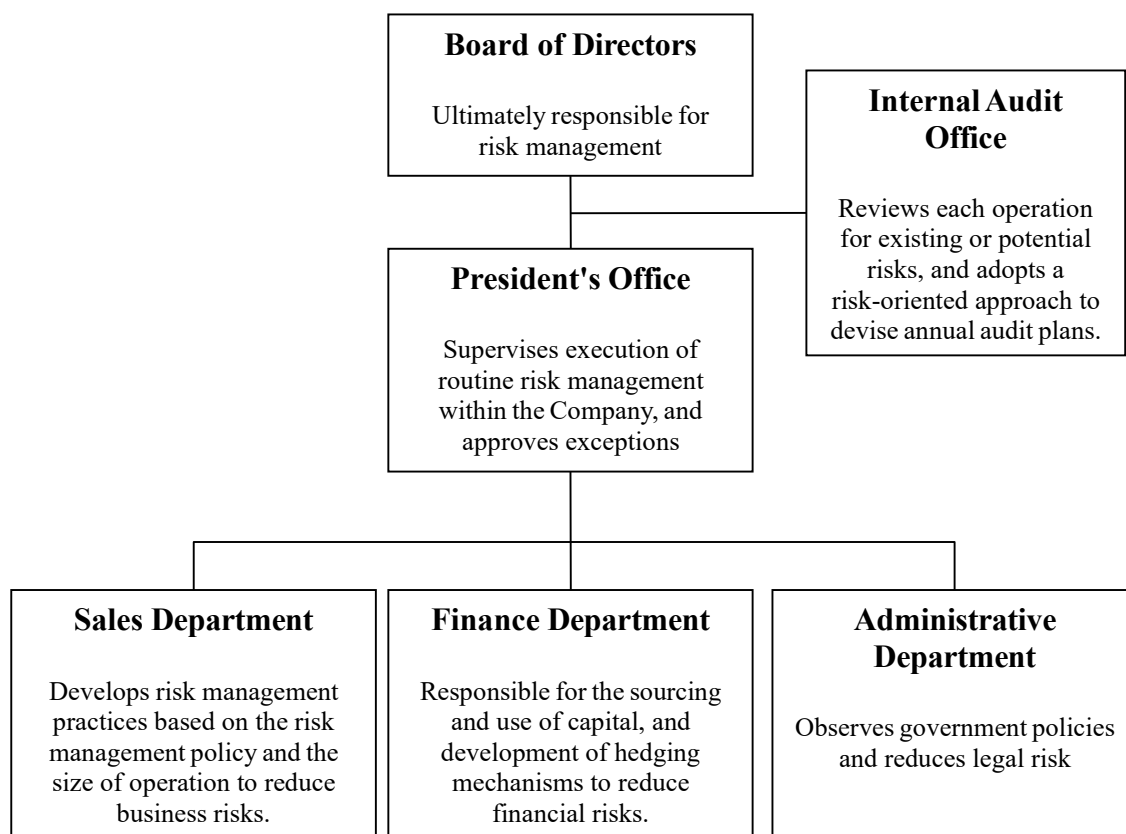 Board of Directors
Ultimately responsible for
risk management
Internal Audit
Office
Reviews each operation
for existing or potential
risks, and adopts a
risk-oriented approach to
devise annual audit plans.
President's Office
Supervises execution of
routine risk management
within the Company, and
approves exceptions
Sales Department
Develops risk management
practices based on the risk
management policy and the
size of operation to reduce
business risks.
Finance Department
Responsible for the sourcing
and use of capital, and
development of hedging
mechanisms to reduce
financial risks.
Administrative
Department
Observes government policies
and reduces legal risk